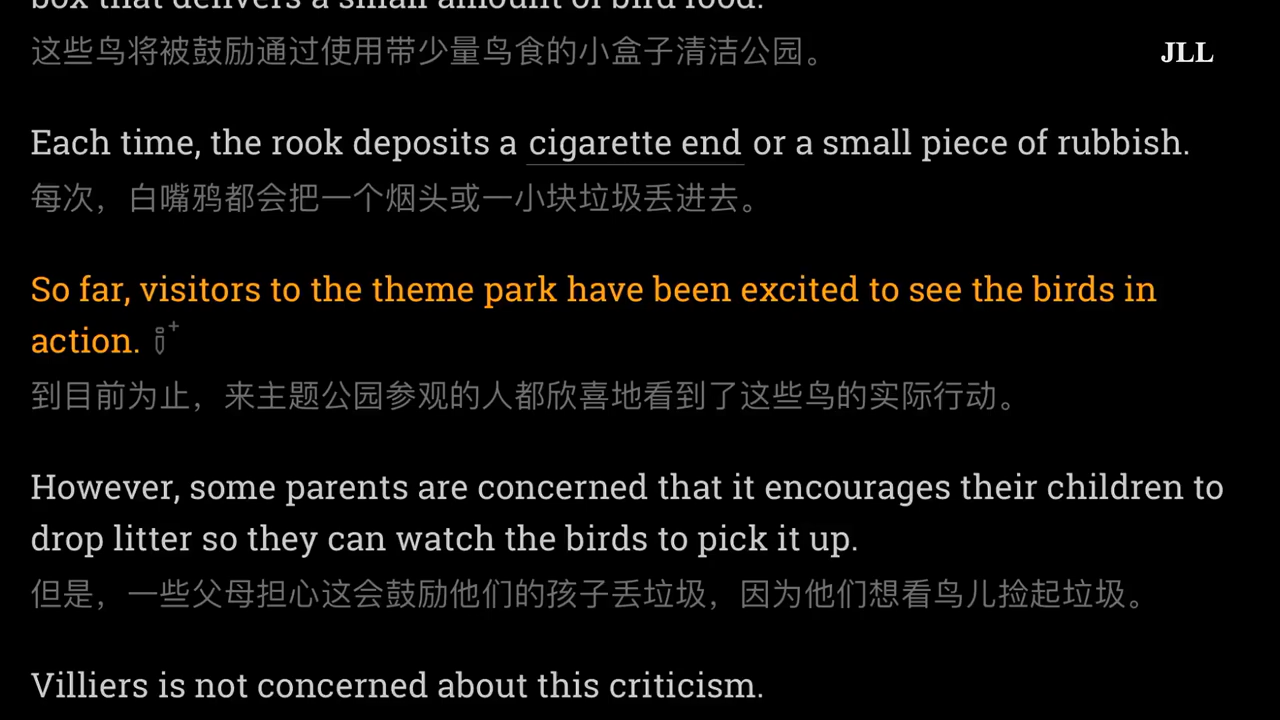 box that delivers a small amount of bird food.
这些鸟将被鼓励通过使用带少量鸟食的小盒子清洁公园。
JLL
Each time, the rook deposits a cigarette end or a small piece of rubbish.
每次，白嘴鸦都会把一个烟头或一小块垃圾丢进去。
So far, visitors to the theme park have been excited to see the birds in
action.
到目前为止，来主题公园参观的人都欣喜地看到了这些鸟的实际行动。
However, some parents are concerned that it encourages their children to
drop litter so they can watch the birds to pick it up.
但是，一些父母担心这会鼓励他们的孩子丢垃圾，因为他们想看鸟儿捡起垃圾。
Villiers is not concerned about this criticism.